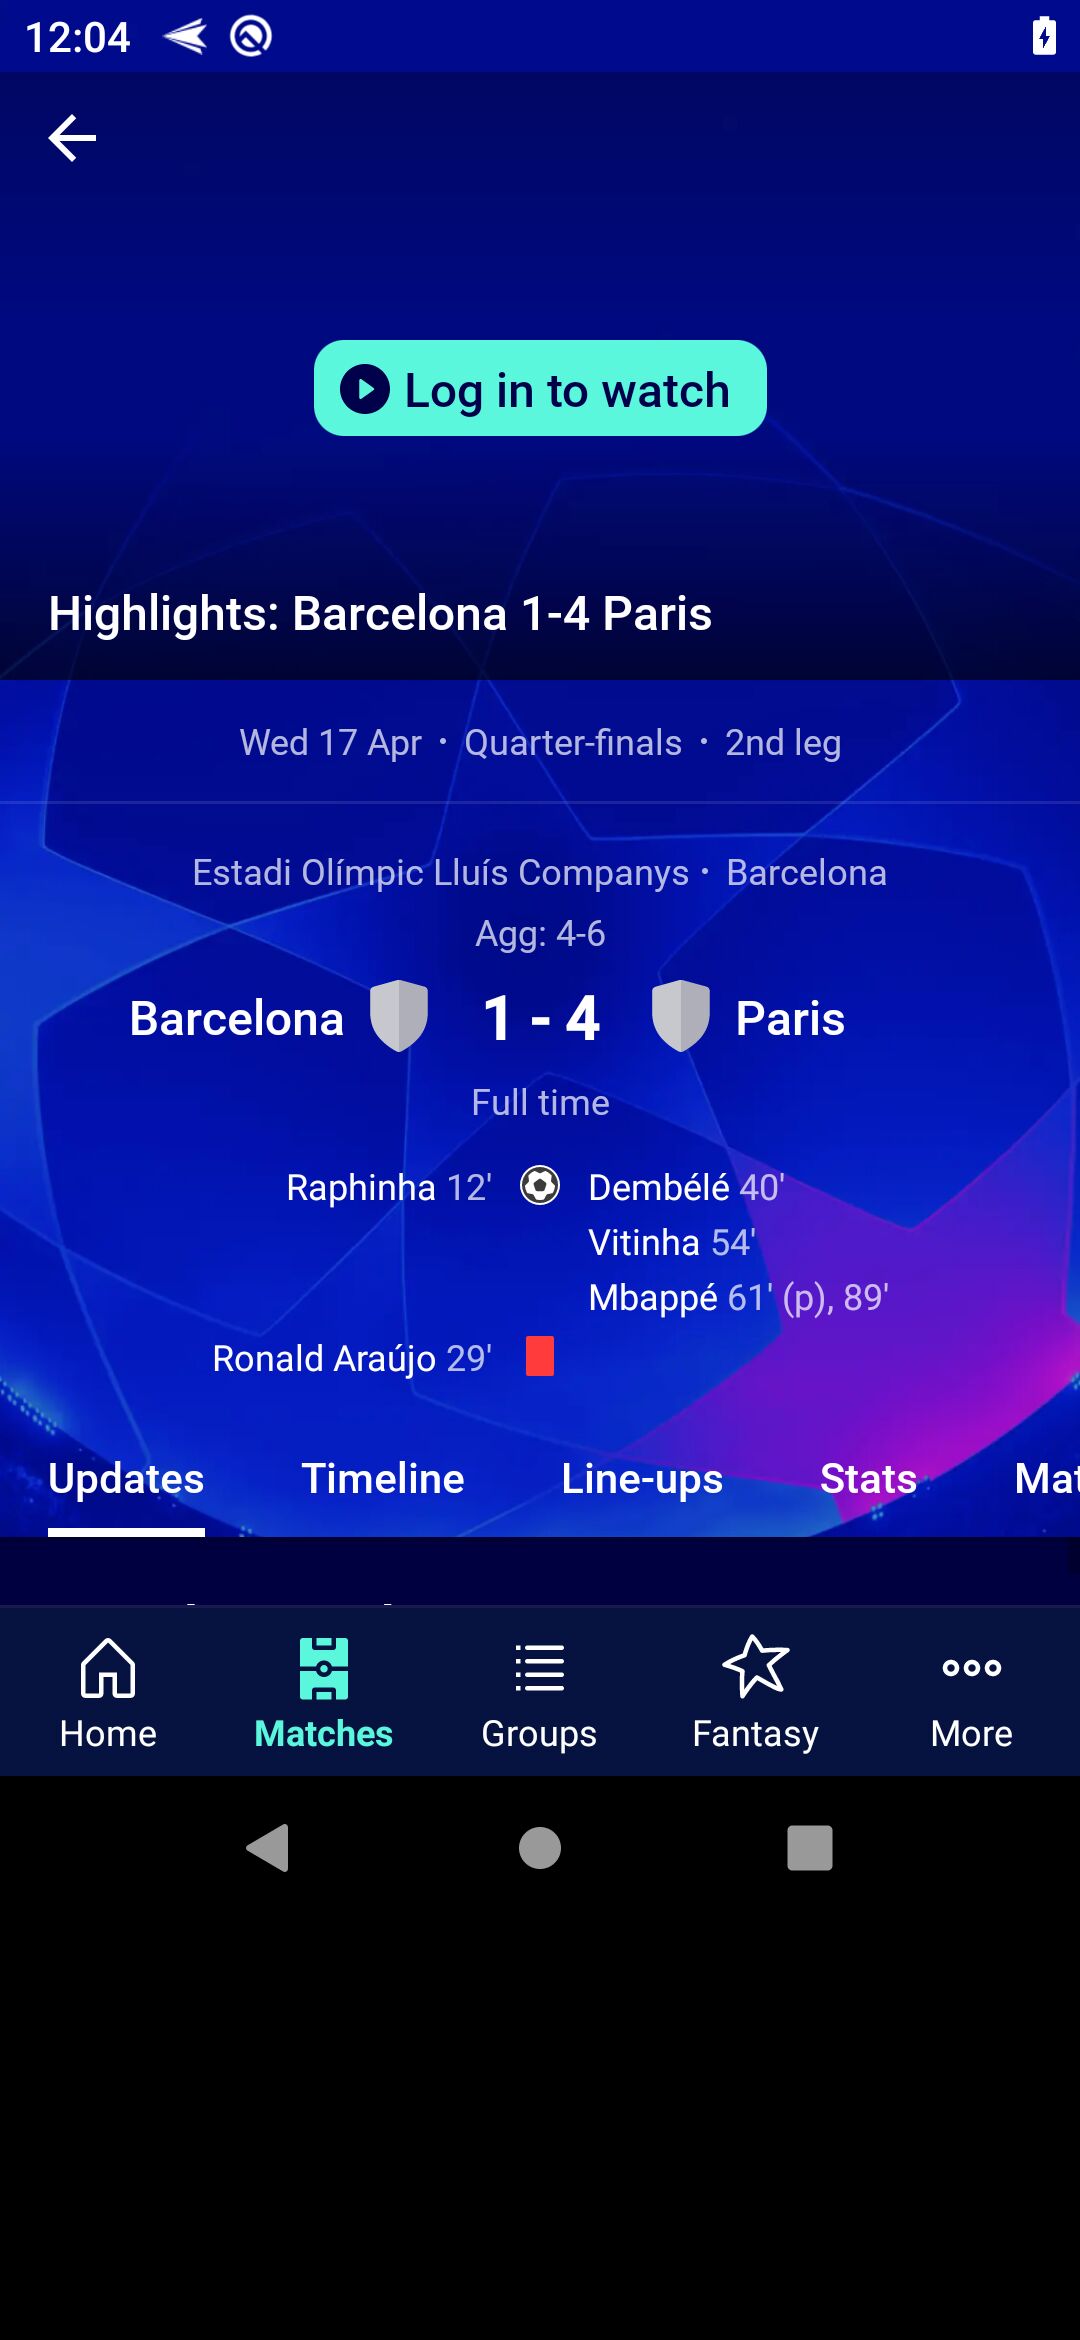 12:04
Log in to watch
Highlights: Barcelona 1-4 Paris
Wed 17 Apr • Quarter-finals • 2nd leg
Estadi Olímpic Lluís Companys • Barcelona
Agg: 4-6
Barcelona 1 - 4 Paris
Full time
Raphinha 12' Dembélé 40'
Vitinha 54'
Mbappé 61' (p), 89'
Ronald Araújo 29'
Updates Timeline Line-ups Stats
Home Matches Groups Fantasy More